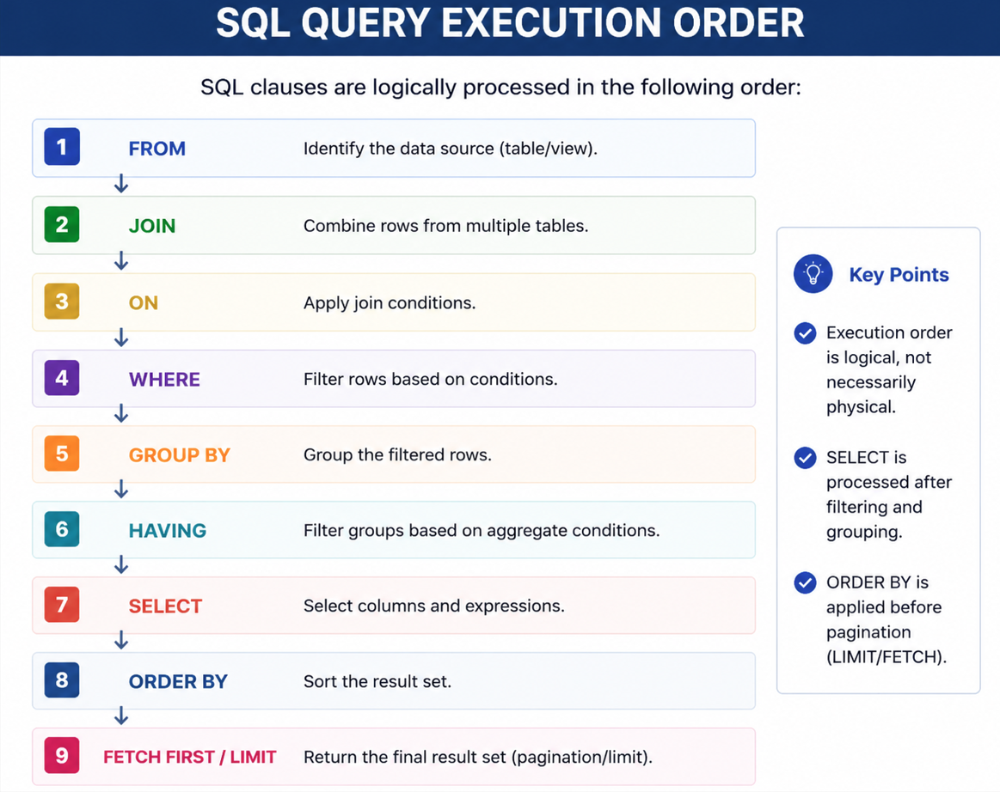 SQL QUERY EXECUTION ORDER
SQL clauses are logically processed in the following order:
1 FROM Identify the data source (table/view).
2 JOIN Combine rows from multiple tables.
3 ON Apply join conditions.
4 WHERE Filter rows based on conditions.
5 GROUP BY Group the filtered rows.
6 HAVING Filter groups based on aggregate conditions.
7 SELECT Select columns and expressions.
8 ORDER BY Sort the result set.
9 FETCH FIRST / LIMIT Return the final result set (pagination/limit).
Key Points
Execution order
is logical, not
necessarily
physical.
SELECT is
processed after
filtering and
grouping.
ORDER BY is
applied before
pagination
(LIMIT/FETCH).